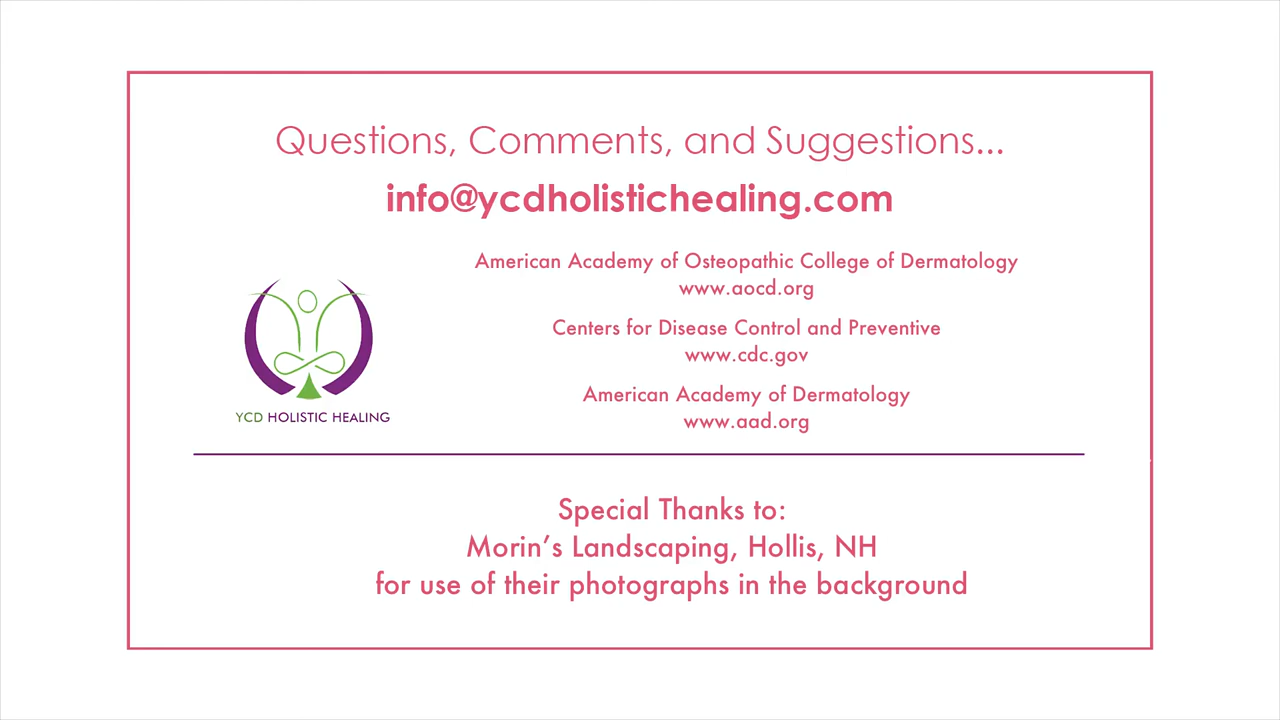 Questions, Comments, and Suggestions...
info@ycdholistichealing.com
American Academy of Osteopathic College of Dermatology
www.aocd.org
Centers for Disease Control and Preventive
www.cdc.gov
American Academy of Dermatology
www.aad.org
YCD HOLISTIC HEALING
Special Thanks to:
Morin’s Landscaping, Hollis, NH
for use of their photographs in the background